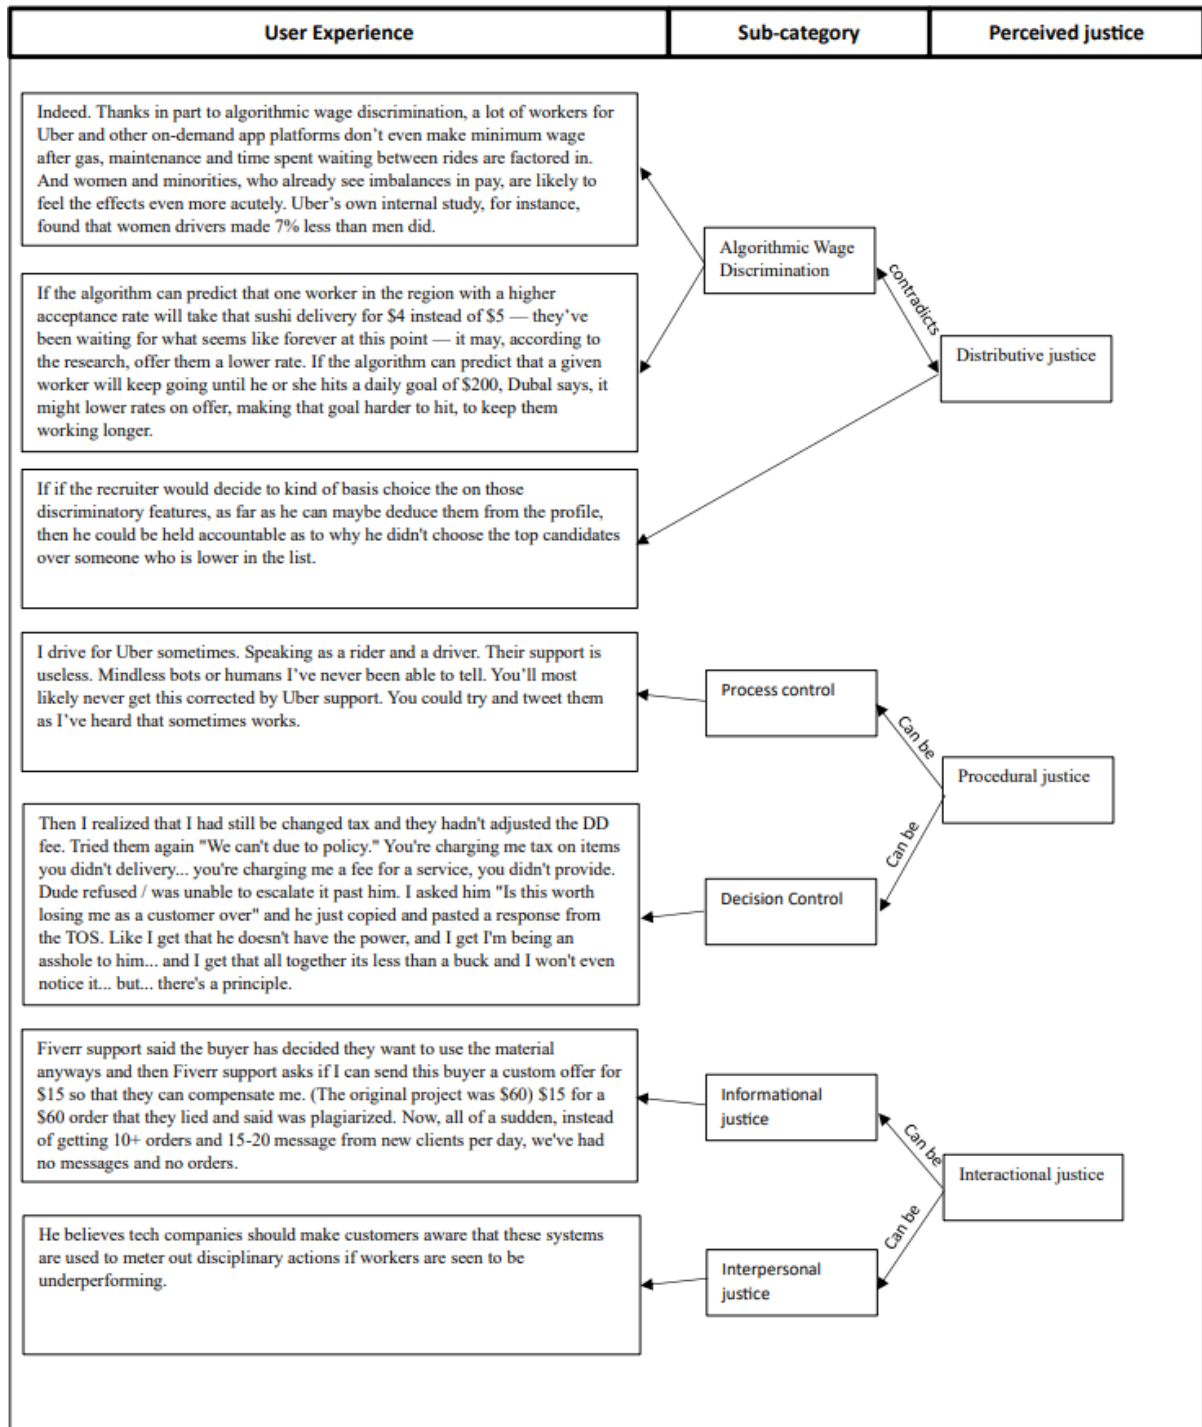 User Experience
Sub-category
Perceived justice
Indeed. Thanks in part to algorithmic wage discrimination, a lot of workers for
Uber and other on-demand app platforms don’t even make minimum wage
after gas, maintenance and time spent waiting between rides are factored in.
And women and minorities, who already see imbalances in pay, are likely to
feel the effects even more acutely. Uber’s own internal study, for instance,
found that women drivers made 7% less than men did.
Algorithmic Wage
Discrimination
contradicts
Distributive justice
If the algorithm can predict that one worker in the region with a higher
acceptance rate will take that sushi delivery for $4 instead of $5 — they’ve
been waiting for what seems like forever at this point — it may, according to
the research, offer them a lower rate. If the algorithm can predict that a given
worker will keep going until he or she hits a daily goal of $200, Dubal says, it
might lower rates on offer, making that goal harder to hit, to keep them
working longer.
If if the recruiter would decide to kind of basis choice the on those
discriminatory features, as far as he can maybe deduce them from the profile,
then he could be held accountable as to why he didn't choose the top candidates
over someone who is lower in the list.
I drive for Uber sometimes. Speaking as a rider and a driver. Their support is
useless. Mindless bots or humans I’ve never been able to tell. You’ll most
likely never get this corrected by Uber support. You could try and tweet them
as I’ve heard that sometimes works.
Process control
Can be
Procedural justice
Can be
Then I realized that I had still be changed tax and they hadn't adjusted the DD
fee. Tried them again "We can't due to policy." You're charging me tax on items
you didn't delivery... you're charging me a fee for a service, you didn't provide.
Dude refused / was unable to escalate it past him. I asked him "Is this worth
losing me as a customer over" and he just copied and pasted a response from
the TOS. Like I get that he doesn't have the power, and I get I'm being an
asshole to him... and I get that all together its less than a buck and I won't even
notice it... but... there's a principle.
Decision Control
Fiverr support said the buyer has decided they want to use the material
anyways and then Fiverr support asks if I can send this buyer a custom offer for
$15 so that they can compensate me. (The original project was $60) $15 for a
$60 order that they lied and said was plagiarized. Now, all of a sudden, instead
of getting 10+ orders and 15-20 message from new clients per day, we've had
no messages and no orders.
Informational
justice
Can be
Interactional justice
Can be
He believes tech companies should make customers aware that these systems
are used to meter out disciplinary actions if workers are seen to be
underperforming.
Interpersonal
justice